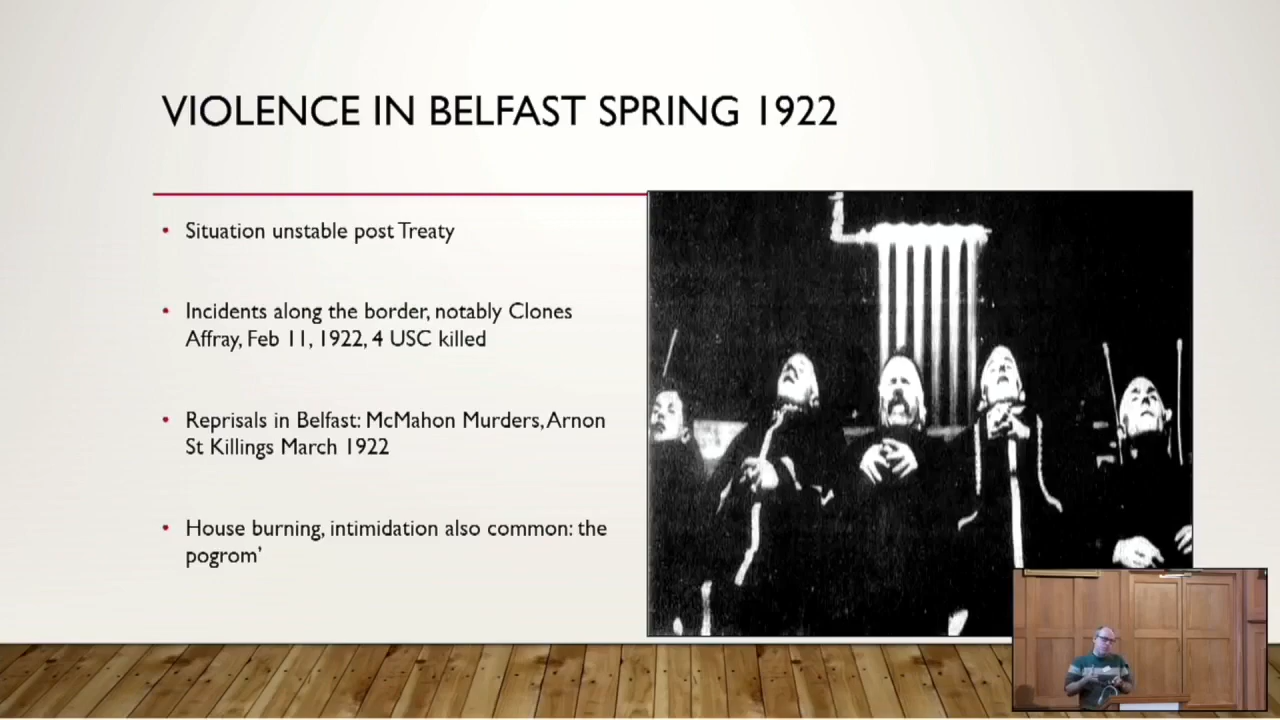 VIOLENCE IN BELFAST SPRING 1922
• Situation unstable post Treaty
• Incidents along the border, notably Clones
Affray, Feb 11, 1922, 4 USC killed
• Reprisals in Belfast: McMahon Murders, Arnon
St Killings March 1922
• House burning, intimidation also common: the
pogrom’